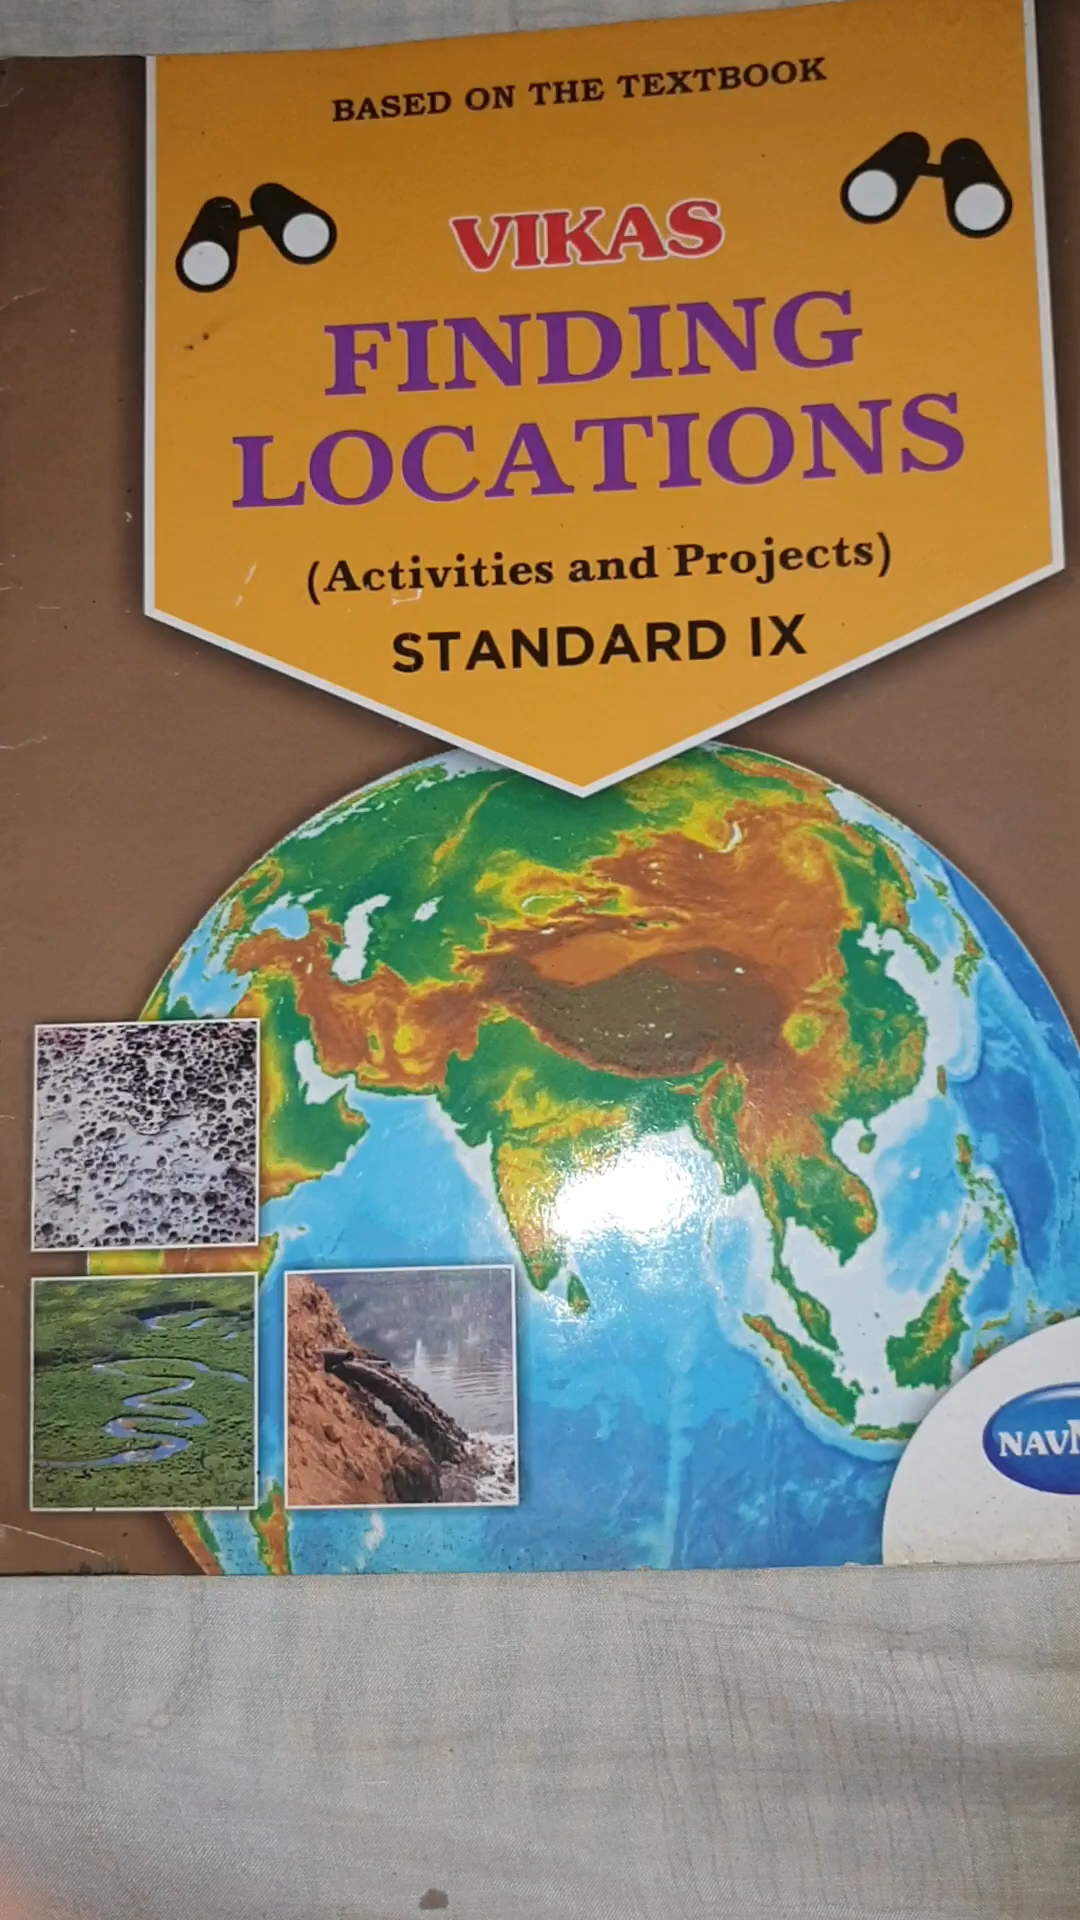 BASED ON THE TEXTBOOK
VIKAS
FINDING
LOCATIONS
(Activities and Projects)
STANDARD IX